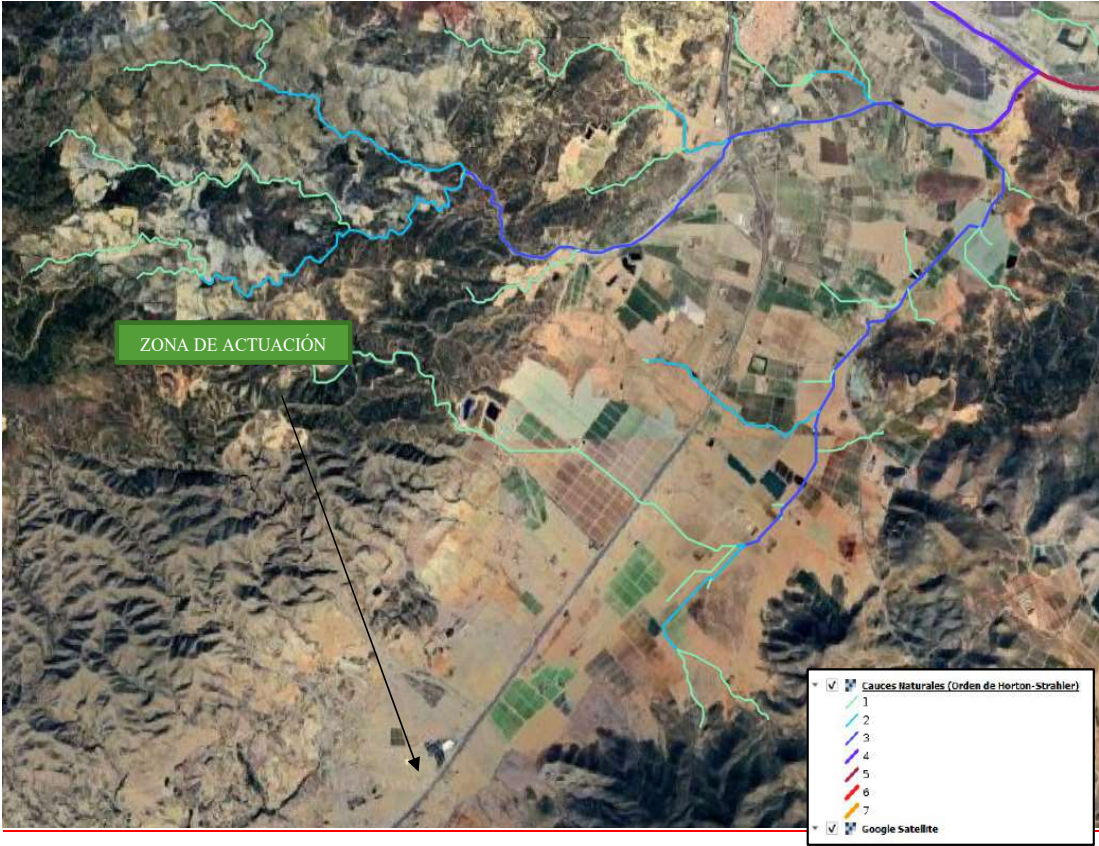 ZONA DE ACTUACIÓN
Cauces Naturales (Orden de Horton-Strahler)
1
2
3
4
5
6
7
Google Satellite